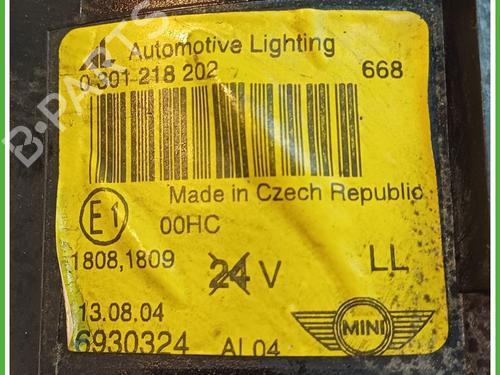 Automotive Lighting
0 301 218 202 668
Made in Czech Republic
E1 00HC
1808,1809 24 V LL
13.08.04 MINI
6930324 AL04
B-PARTS